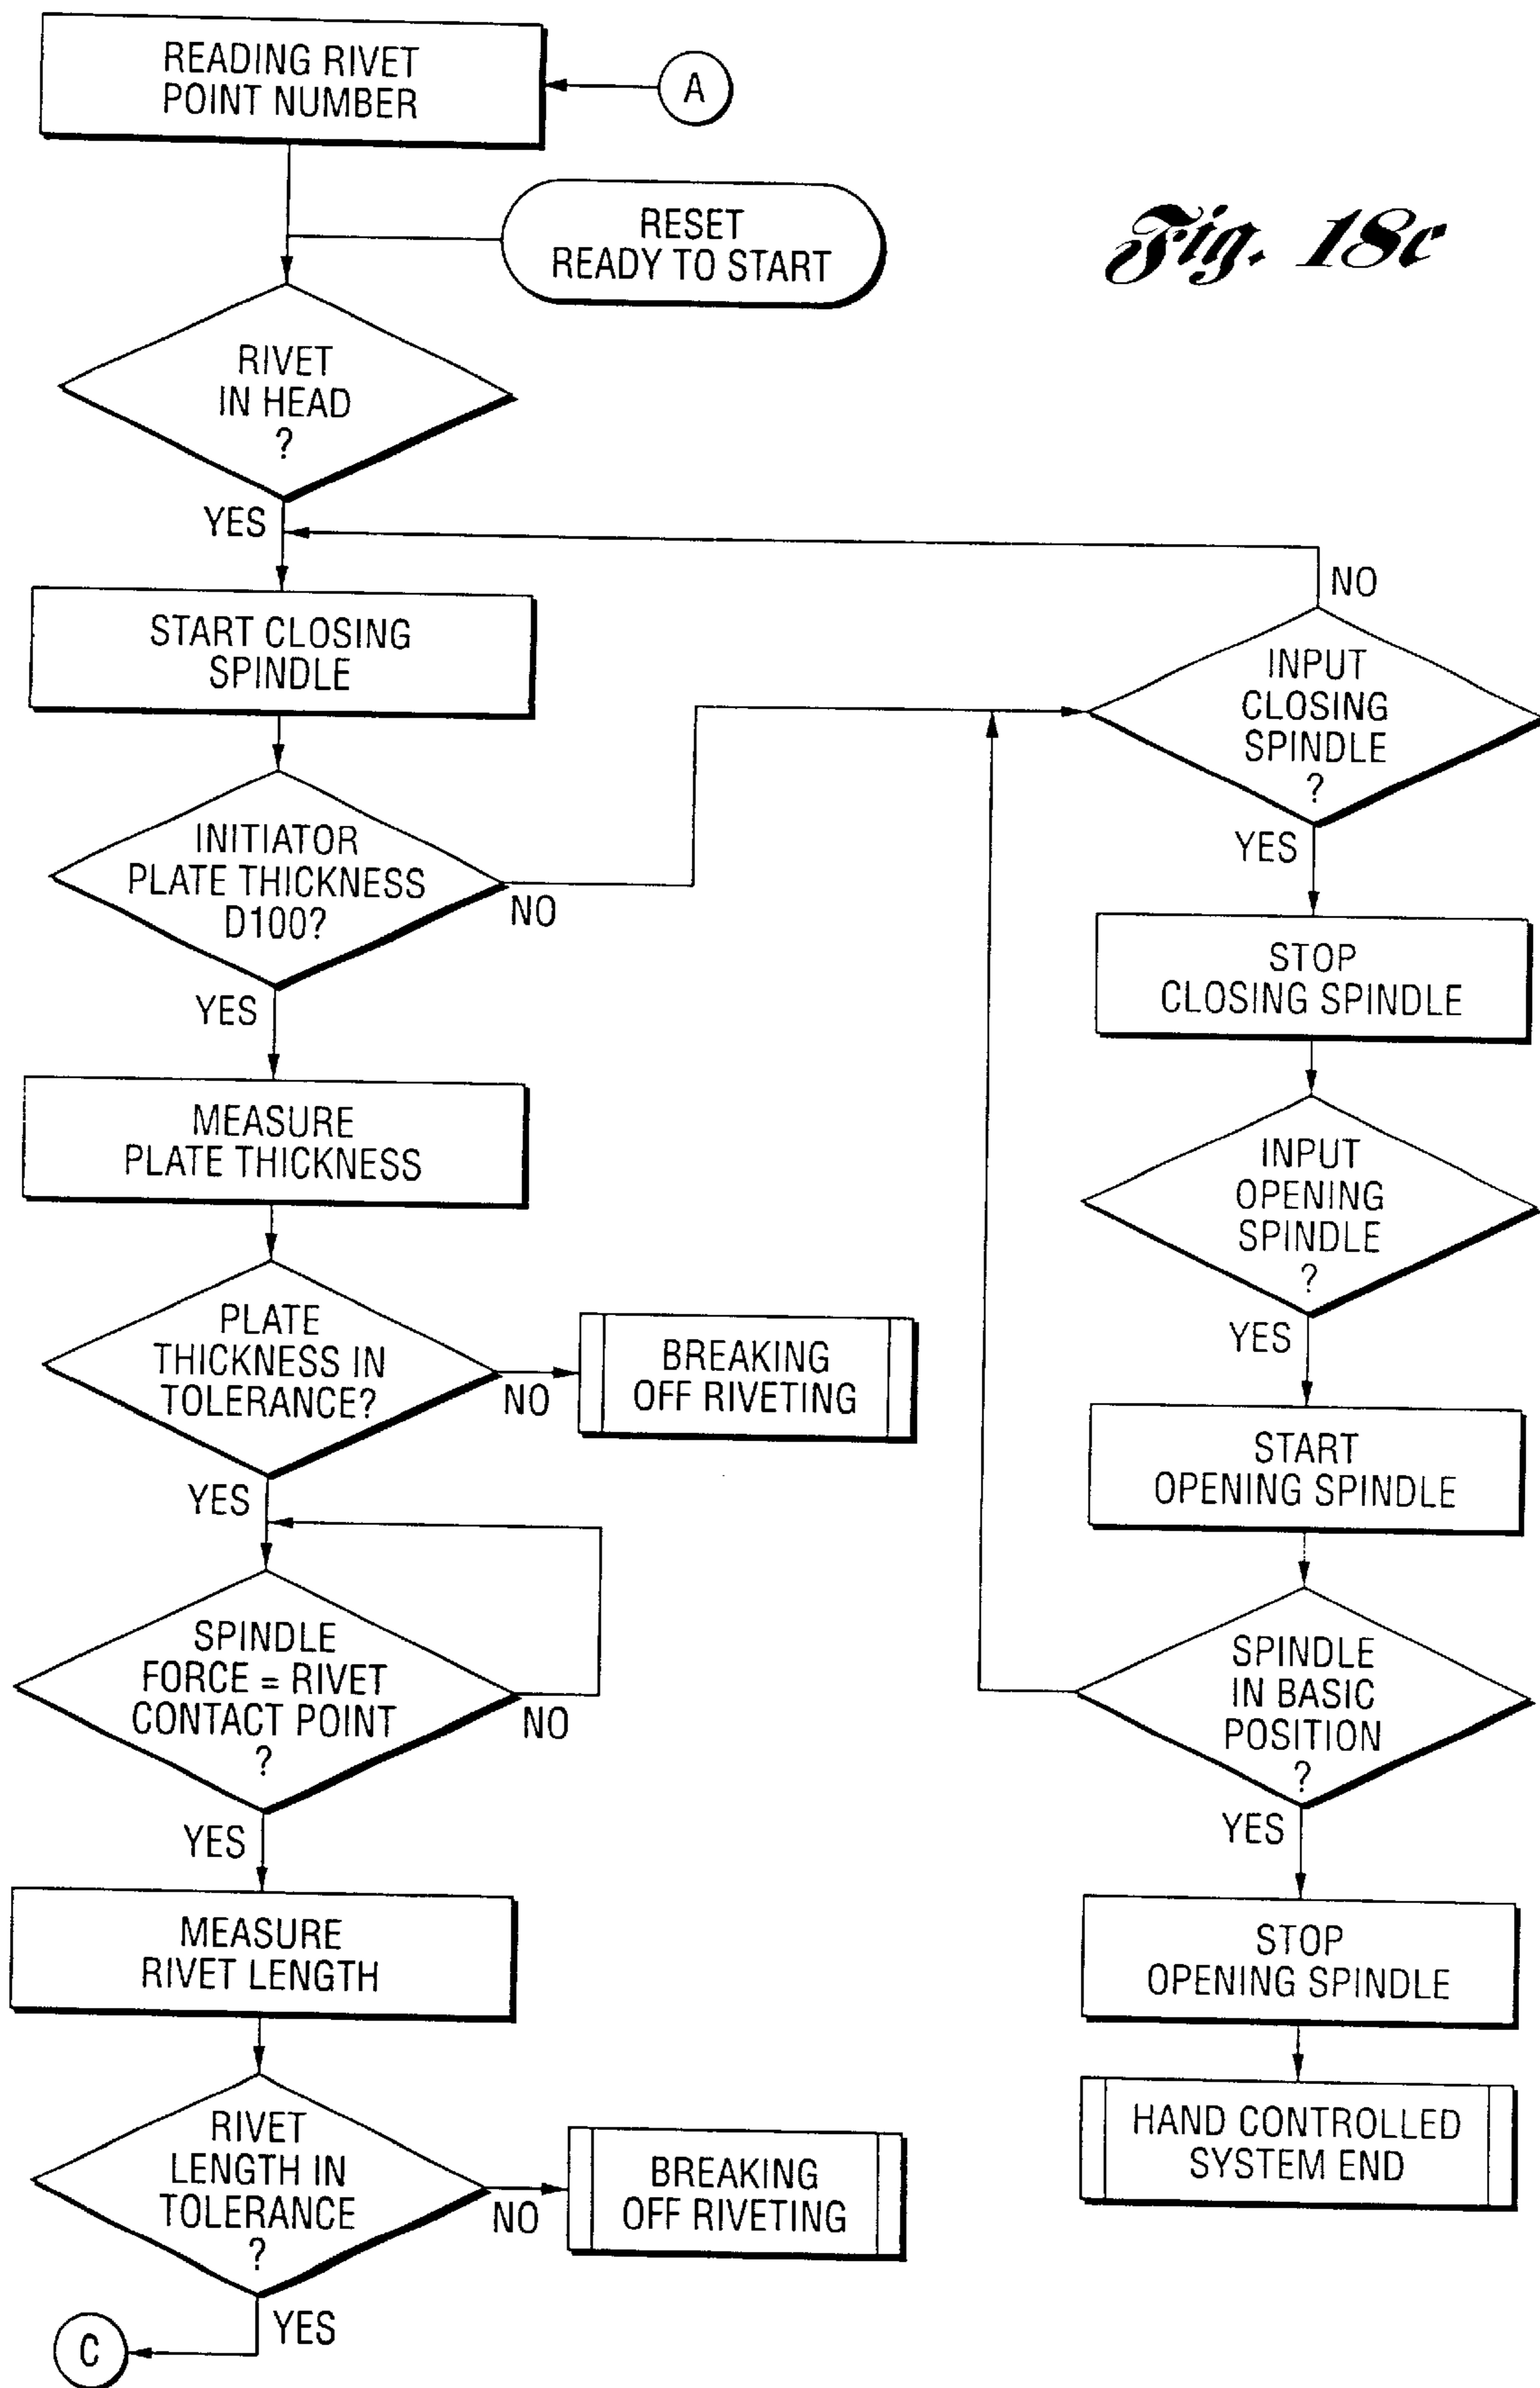 READING RIVET
POINT NUMBER
A
RESET
READY TO START
Fig. 18c
RIVET
IN HEAD
?
YES
START CLOSING
SPINDLE
INITIATOR
PLATE THICKNESS
D100?
NO
YES
MEASURE
PLATE THICKNESS
PLATE
THICKNESS IN
TOLERANCE?
NO
BREAKING
OFF RIVETING
YES
SPINDLE
FORCE = RIVET
CONTACT POINT
?
NO
YES
MEASURE
RIVET LENGTH
RIVET
LENGTH IN
TOLERANCE
?
NO
BREAKING
OFF RIVETING
YES
C
NO
INPUT
CLOSING
SPINDLE
?
YES
STOP
CLOSING SPINDLE
INPUT
OPENING
SPINDLE
?
YES
START
OPENING SPINDLE
SPINDLE
IN BASIC
POSITION
?
YES
STOP
OPENING SPINDLE
HAND CONTROLLED
SYSTEM END